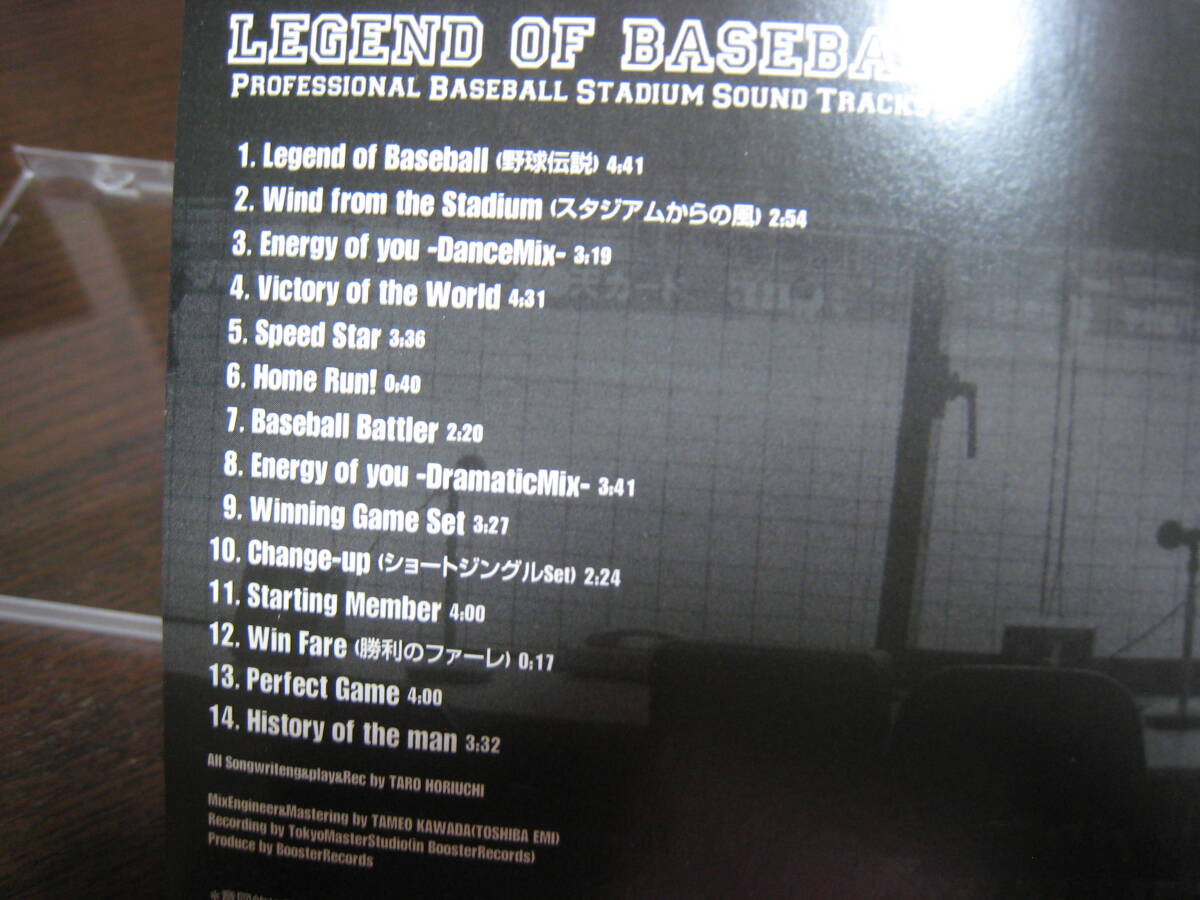 LEGEND OF BASEBA
PROFESSIONAL BASEBALL STADIUM SOUND TRACKS
1. Legend of Baseball (野球伝説) 4:41
2. Wind from the Stadium (スタジアムからの風) 2:54
3. Energy of you -DanceMix- 3:19
4. Victory of the World 4:31
5. Speed Star 3:36
6. Home Run! 0:40
7. Baseball Battler 2:20
8. Energy of you -DramaticMix- 3:41
9. Winning Game Set 3:27
10. Change-up (ショートジングルSet) 2:24
11. Starting Member 4:00
12. Win Fare (勝利のファーレ) 0:17
13. Perfect Game 4:00
14. History of the man 3:32
All Songwriteng&play&Rec by TARO HORIUCHI
MixEngineer&Mastering by TAMEO KAWADA(TOSHIBA EMI)
Recording by TokyoMasterStudio(in BoosterRecords)
Produce by BoosterRecords